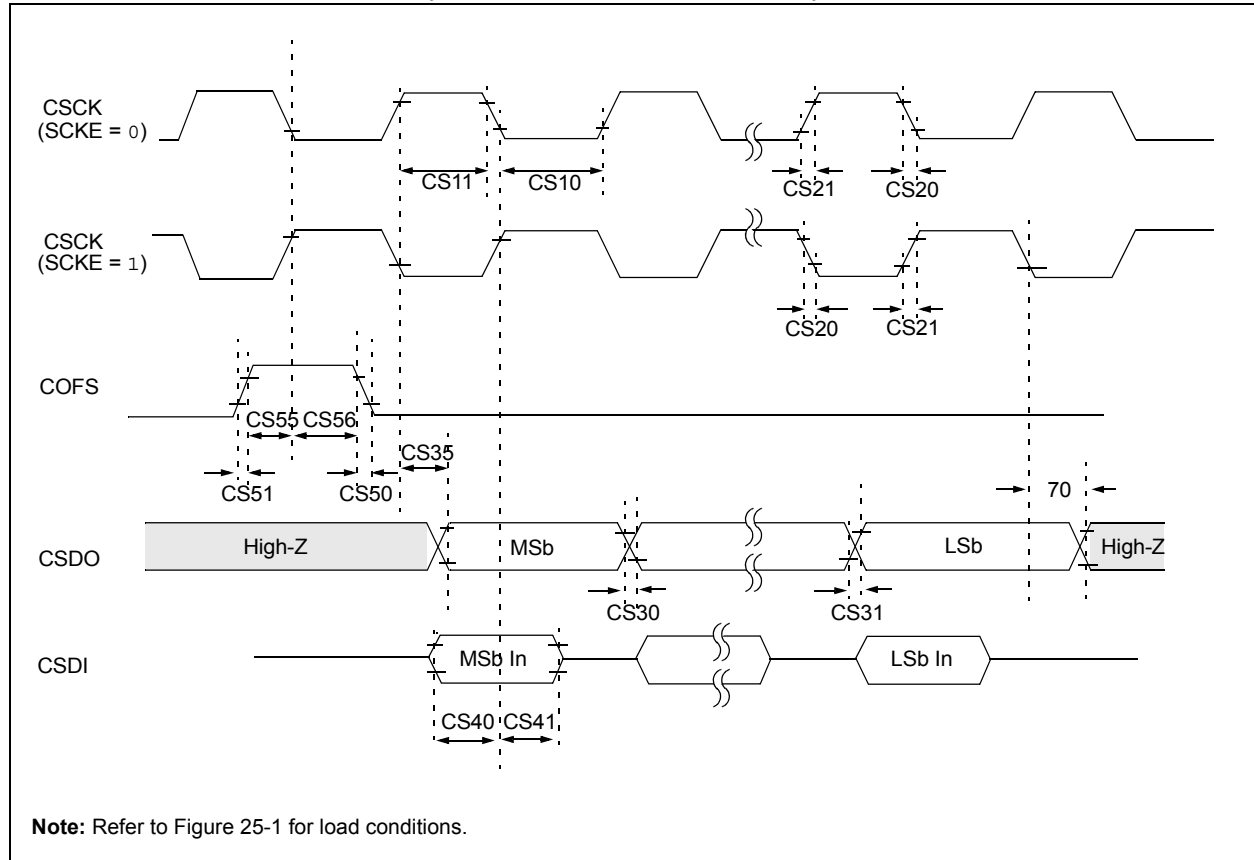 CSCK
(SCKE = 0)
CS11
CS10
CS21
CS20
CSCK
(SCKE = 1)
CS20
CS21
COFS
CS55
CS56
CS35
CS51
CS50
70
CSDO
High-Z
MSb
LSb
High-Z
CS30
CS31
CSDI
MSb In
LSb In
CS40
CS41
Note: Refer to Figure 25-1 for load conditions.